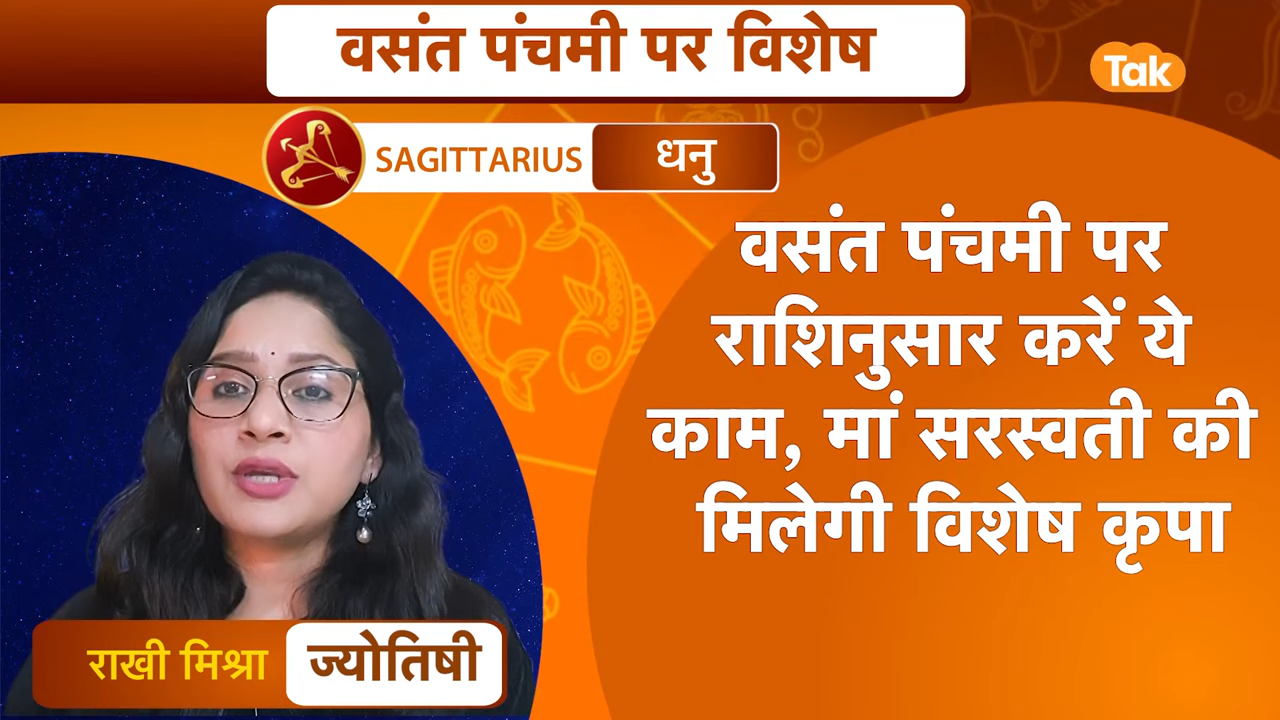 वसंत पंचमी पर विशेष
Tak
SAGITTARIUS धनु
वसंत पंचमी पर
राशिनुसार करें ये
काम, मां सरस्वती की
मिलेगी विशेष कृपा
राखी मिश्रा ज्योतिषी